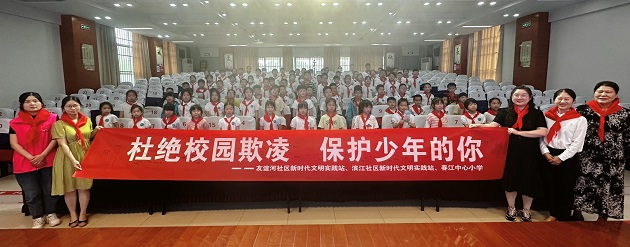 杜绝校园欺凌 保护少年的你
——友谊河社区新时代文明实践站、滨江社区新时代文明实践站、春江中心小学